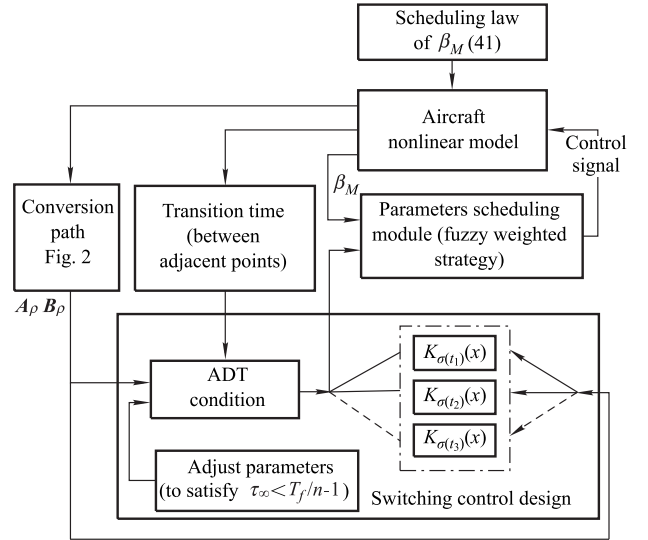 Scheduling law
of β_M (41)
Aircraft
nonlinear model
Control
signal
β_M
Conversion
path
Fig. 2
Transition time
(between
adjacent points)
Parameters scheduling
module (fuzzy weighted
strategy)
A_ρ B_ρ
ADT
condition
K_σ(t₁)(x)
K_σ(t₂)(x)
K_σ(t₃)(x)
Adjust parameters
(to satisfy τ_∞<T_f/n-1)
Switching control design